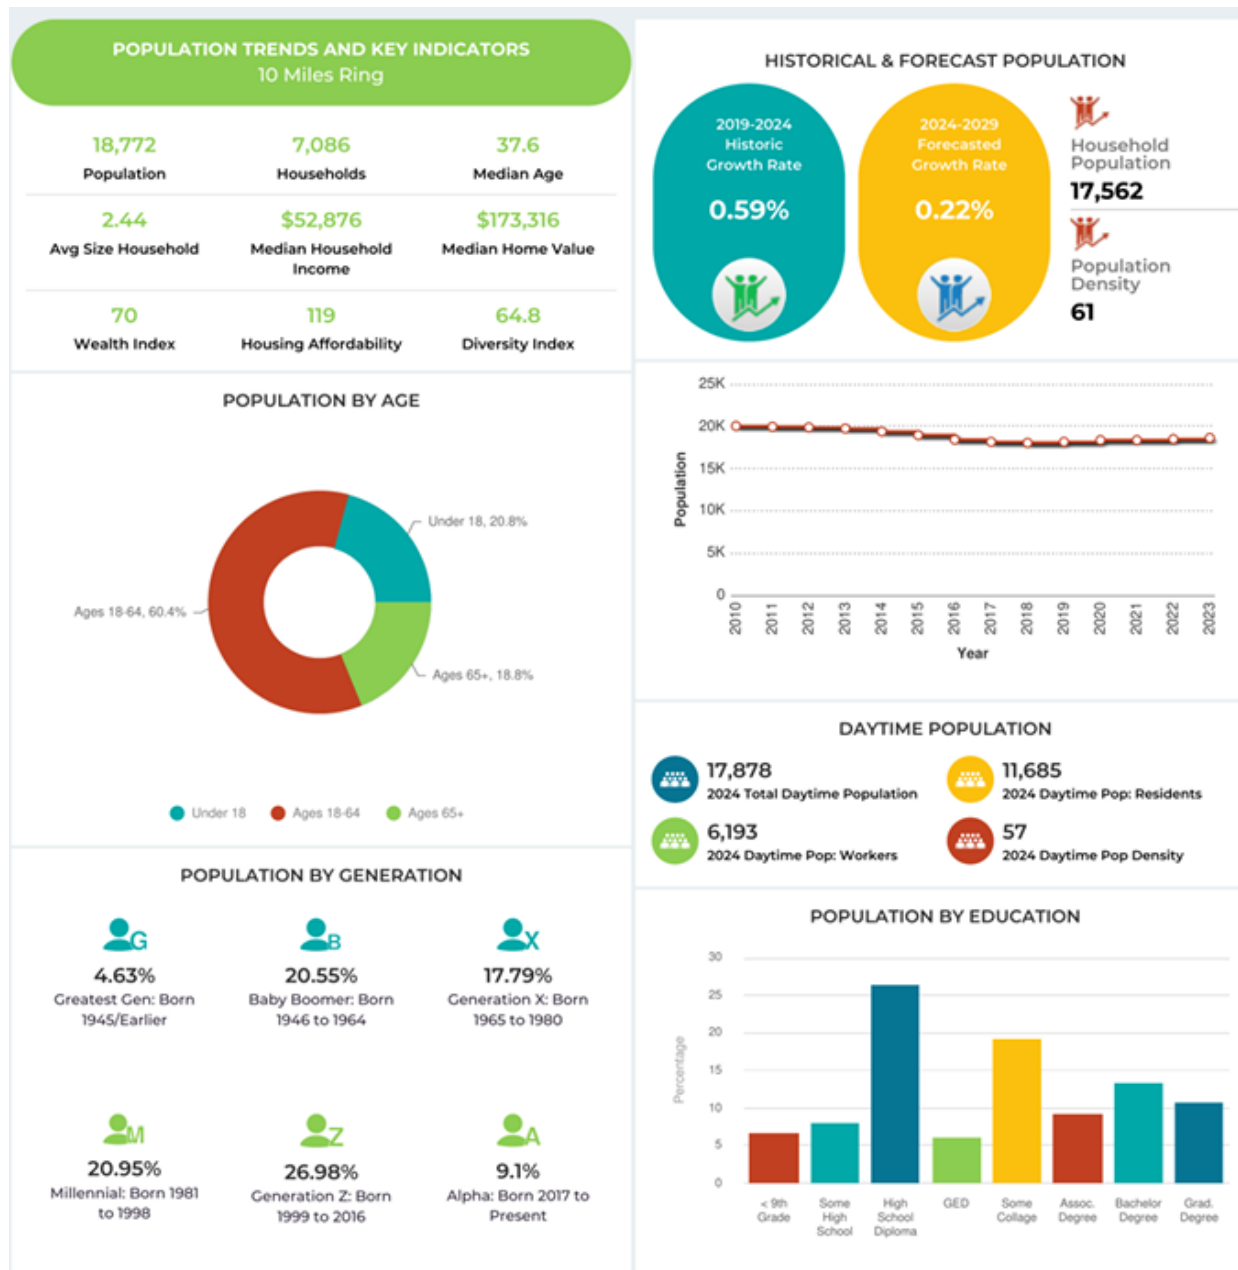 POPULATION TRENDS AND KEY INDICATORS
10 Miles Ring
18,772
Population
7,086
Households
37.6
Median Age
2.44
Avg Size Household
$52,876
Median Household
Income
$173,316
Median Home Value
70
Wealth Index
119
Housing Affordability
64.8
Diversity Index
HISTORICAL & FORECAST POPULATION
2019-2024
Historic
Growth Rate
0.59%
2024-2029
Forecasted
Growth Rate
0.22%
Household
Population
17,562
Population
Density
61
POPULATION BY AGE
Under 18, 20.8%
Ages 18-64, 60.4%
Ages 65+, 18.8%
Under 18
Ages 18-64
Ages 65+
25K
20K
15K
10K
5K
0
Population
2010
2011
2012
2013
2014
2015
2016
2017
2018
2019
2020
2021
2022
2023
Year
DAYTIME POPULATION
17,878
2024 Total Daytime Population
11,685
2024 Daytime Pop: Residents
6,193
2024 Daytime Pop: Workers
57
2024 Daytime Pop Density
POPULATION BY GENERATION
G
4.63%
Greatest Gen: Born
1945/Earlier
B
20.55%
Baby Boomer: Born
1946 to 1964
X
17.79%
Generation X: Born
1965 to 1980
M
20.95%
Millennial: Born 1981
to 1998
Z
26.98%
Generation Z: Born
1999 to 2016
A
9.1%
Alpha: Born 2017 to
Present
POPULATION BY EDUCATION
30
25
20
15
10
5
0
Percentage
< 9th
Grade
Some
High
School
High
School
Diploma
GED
Some
Collage
Assoc.
Degree
Bachelor
Degree
Grad.
Degree